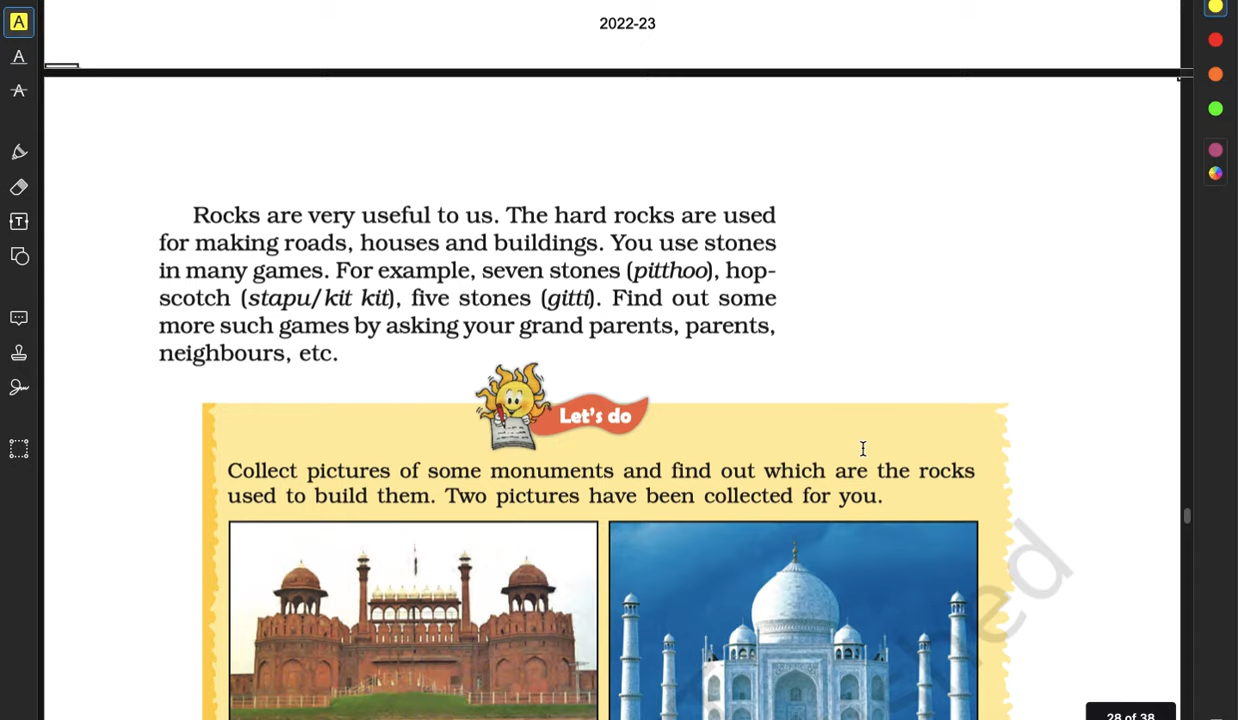 A
A
A
T
2022-23
Rocks are very useful to us. The hard rocks are used
for making roads, houses and buildings. You use stones
in many games. For example, seven stones (pitthoo), hop-
scotch (stapu/kit kit), five stones (gitti). Find out some
more such games by asking your grand parents, parents,
neighbours, etc.
Let's do
Collect pictures of some monuments and find out which are the rocks
used to build them. Two pictures have been collected for you.
28 of 38